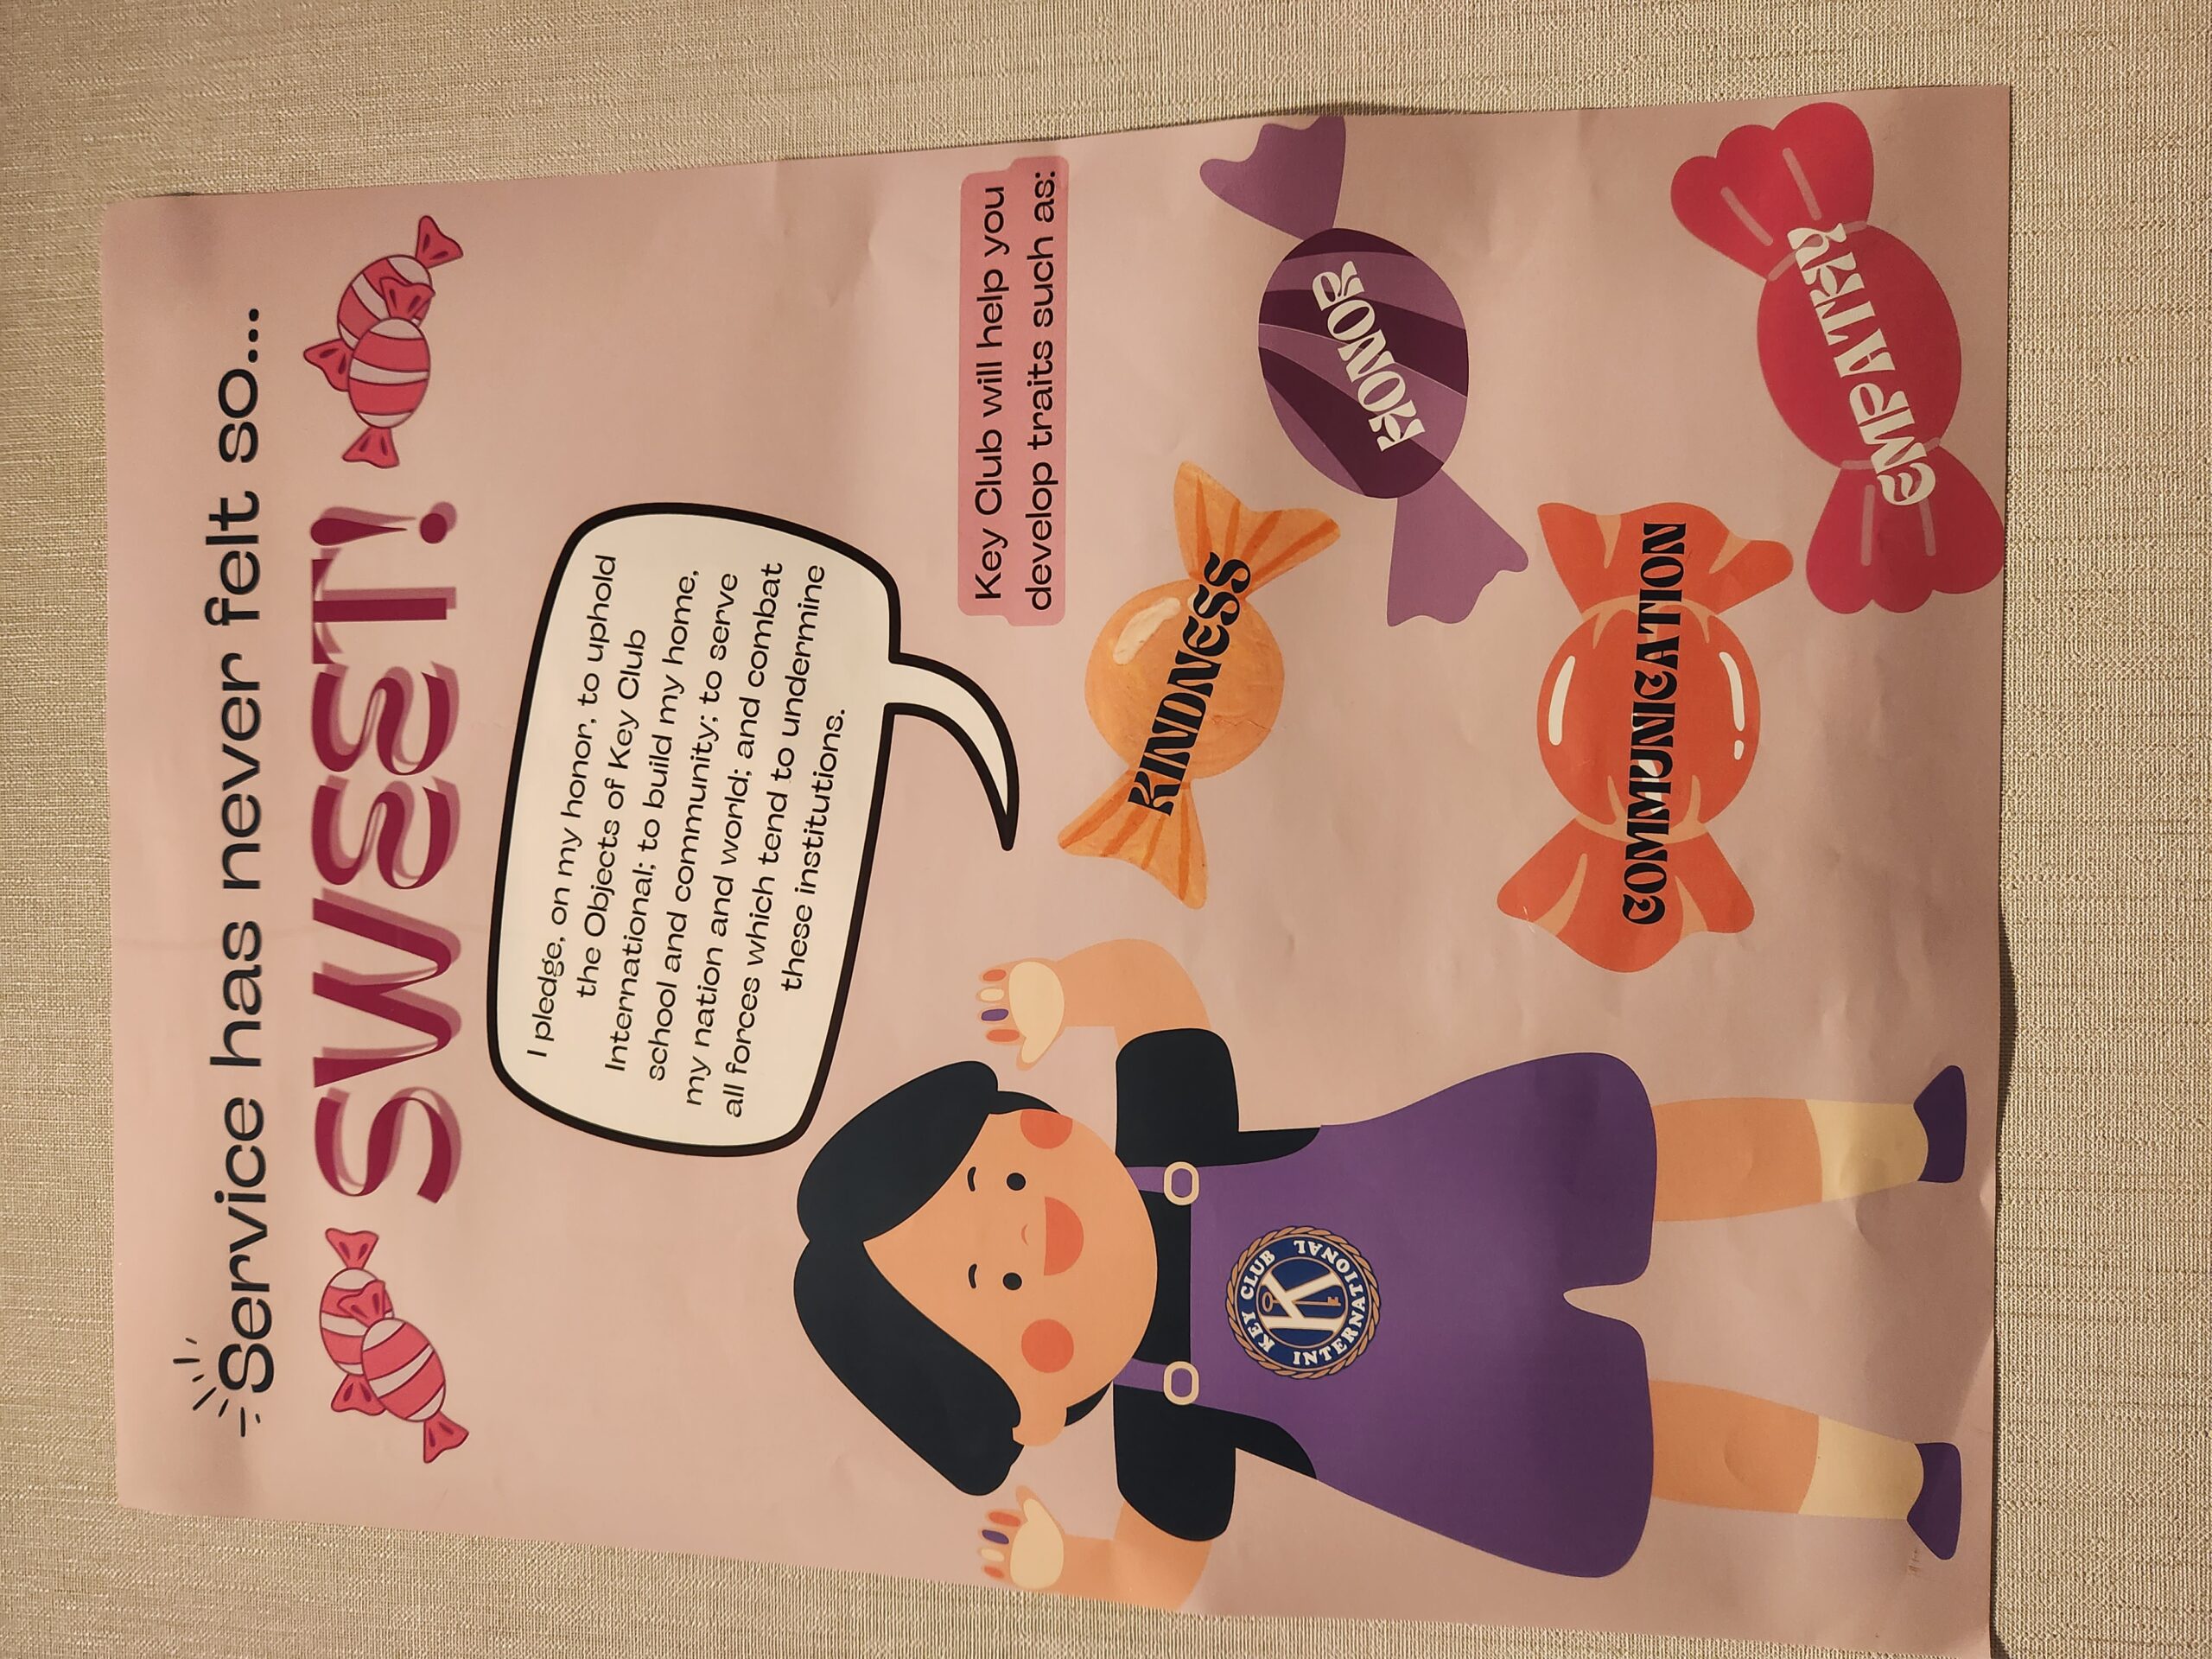 Service has never felt so...
SWEET!
I pledge, on my honor, to uphold
the Objects of Key Club
International; to build my home,
school and community; to serve
my nation and world; and combat
all forces which tend to undermine
these institutions.
Key Club will help you
develop traits such as:
KINDNESS
HONOR
COMMUNICATION
EMPATHY
KEY CLUB
K
INTERNATIONAL